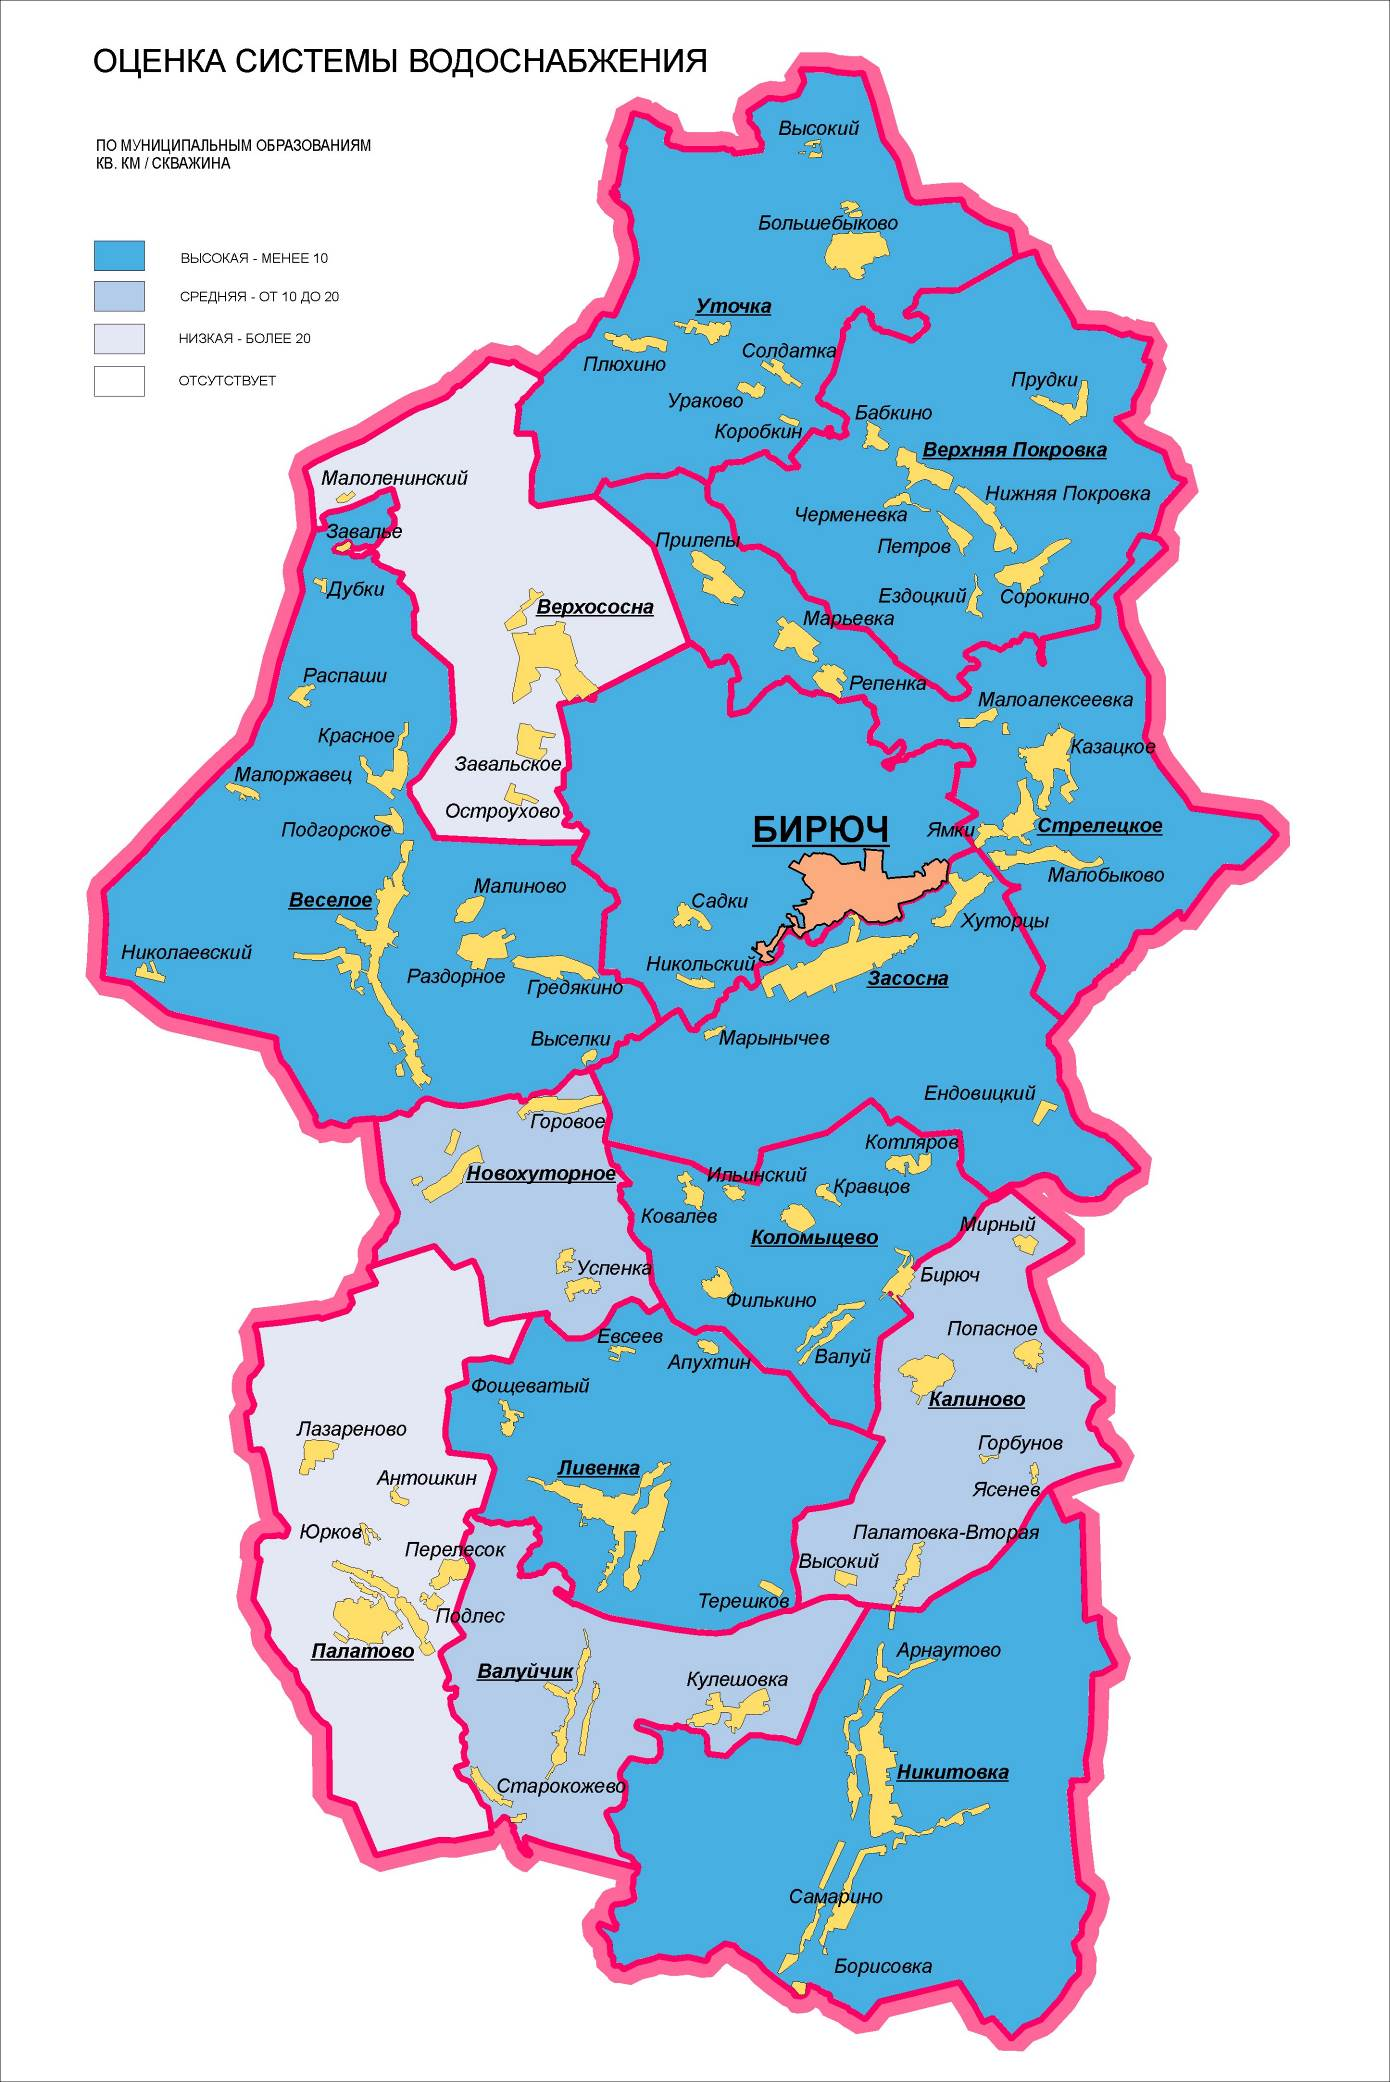 ОЦЕНКА СИСТЕМЫ ВОДОСНАБЖЕНИЯ
ПО МУНИЦИПАЛЬНЫМ ОБРАЗОВАНИЯМ
КВ. КМ / СКВАЖИНА
ВЫСОКАЯ - МЕНЕЕ 10
СРЕДНЯЯ - ОТ 10 ДО 20
НИЗКАЯ - БОЛЕЕ 20
ОТСУТСТВУЕТ
Высокий
Большебыково
Уточка
Солдатка
Плюхино
Ураково
Коробкин
Прудки
Бабкино
Верхняя Покровка
Нижняя Покровка
Черменевка
Петров
Ездоцкий
Сорокино
Малоленинский
Завалье
Дубки
Прилепы
Верхососна
Марьевка
Репенка
Распаши
Малоалексеевка
Красное
Казацкое
Завальское
Малоржавец
Остроухово
Подгорское
БИРЮЧ
Ямки
Стрелецкое
Малобыково
Малиново
Веселое
Садки
Хуторцы
Николаевский
Раздорное
Никольский
Гредякино
Засосна
Выселки
Марынычев
Ендовицкий
Горовое
Котляров
Новохуторное
Ильинский
Кравцов
Ковалев
Коломыцево
Мирный
Успенка
Бирюч
Филькино
Попасное
Евсеев
Апухтин
Валуй
Фощеватый
Калиново
Лазареново
Горбунов
Антошкин
Ливенка
Ясенев
Юрков
Палатовка-Вторая
Перелесок
Высокий
Терешков
Подлес
Палатово
Арнаутово
Валуйчик
Кулешовка
Никитовка
Старокожево
Самарино
Борисовка